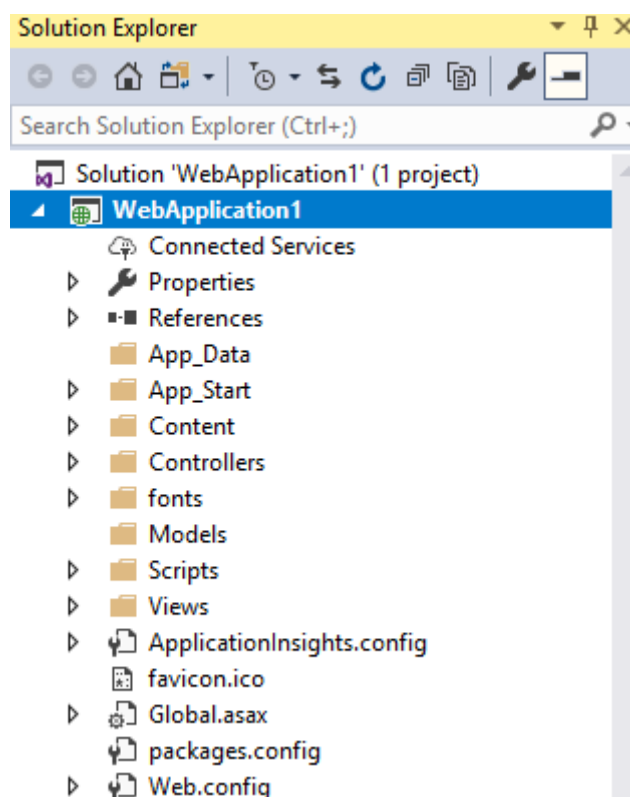 Solution Explorer
Search Solution Explorer (Ctrl+;)
Solution 'WebApplication1' (1 project)
WebApplication1
Connected Services
Properties
References
App_Data
App_Start
Content
Controllers
fonts
Models
Scripts
Views
ApplicationInsights.config
favicon.ico
Global.asax
packages.config
Web.config